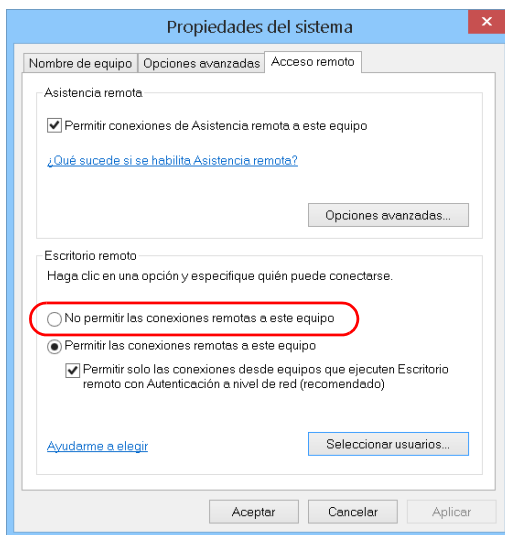 Propiedades del sistema
Nombre de equipo Opciones avanzadas Acceso remoto
Asistencia remota
Permitir conexiones de Asistencia remota a este equipo
¿Qué sucede si se habilita Asistencia remota?
Opciones avanzadas...
Escritorio remoto
Haga clic en una opción y especifique quién puede conectarse.
No permitir las conexiones remotas a este equipo
Permitir las conexiones remotas a este equipo
Permitir solo las conexiones desde equipos que ejecuten Escritorio
remoto con Autenticación a nivel de red (recomendado)
Ayudarme a elegir
Seleccionar usuarios...
Aceptar Cancelar Aplicar